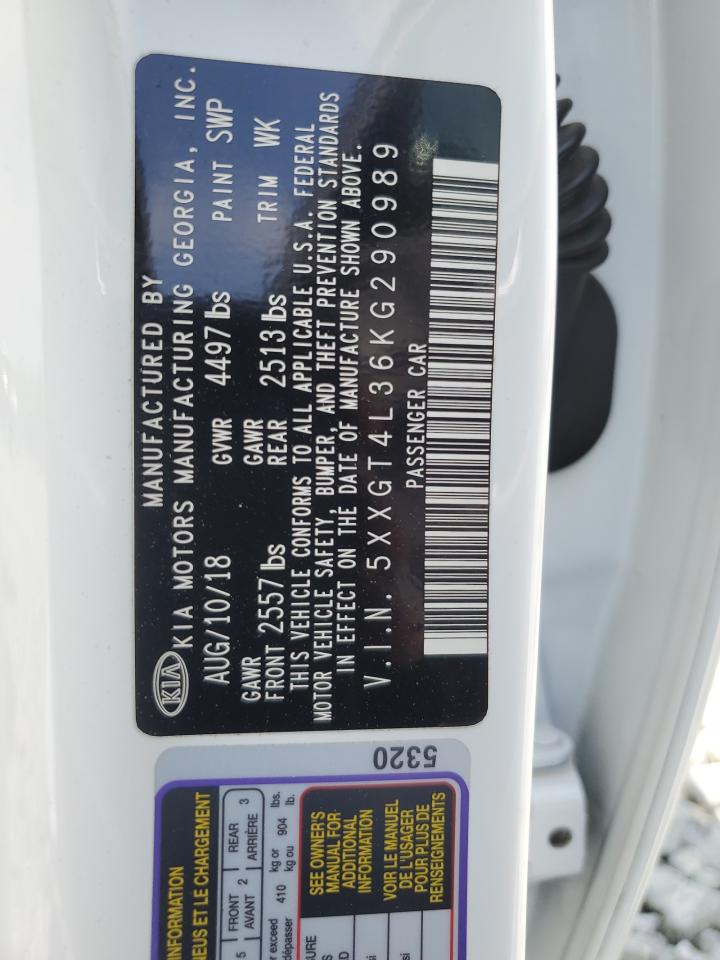 MANUFACTURED BY
KIA KIA MOTORS MANUFACTURING GEORGIA, INC.
AUG/10/18 GVWR 4497 lbs PAINT SWP
GAWR FRONT 2557 lbs GAWR REAR 2513 lbs TRIM WK
THIS VEHICLE CONFORMS TO ALL APPLICABLE U.S.A. FEDERAL
MOTOR VEHICLE SAFETY, BUMPER, AND THEFT PREVENTION STANDARDS
IN EFFECT ON THE DATE OF MANUFACTURE SHOWN ABOVE.
V.I.N. 5XXGT4L36KG290989
PASSENGER CAR
5320
INFORMATION
ET LE CHARGEMENT
5 FRONT 2 REAR 3
AVANT ARRIÈRE
exceed 410 kg or 904 lbs.
dépasser kg ou lb.
SEE OWNER'S
MANUAL FOR
ADDITIONAL
INFORMATION
VOIR LE MANUEL
DE L'USAGER
POUR PLUS DE
RENSEIGNEMENTS